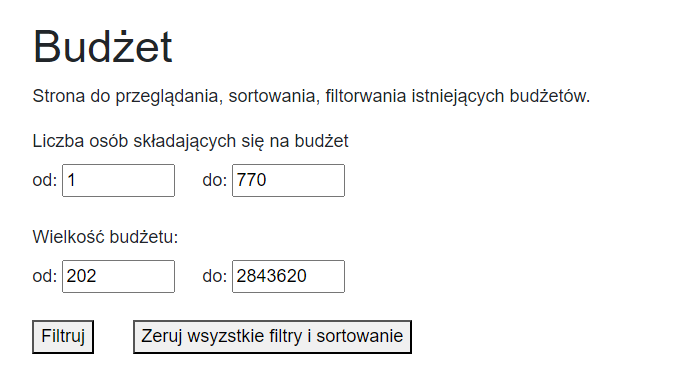 Budżet
Strona do przeglądania, sortowania, filtorwania istniejących budżetów.
Liczba osób składających się na budżet
od: 1 do: 770
Wielkość budżetu:
od: 202 do: 2843620
Filtruj Zeruj wsyzstkie filtry i sortowanie